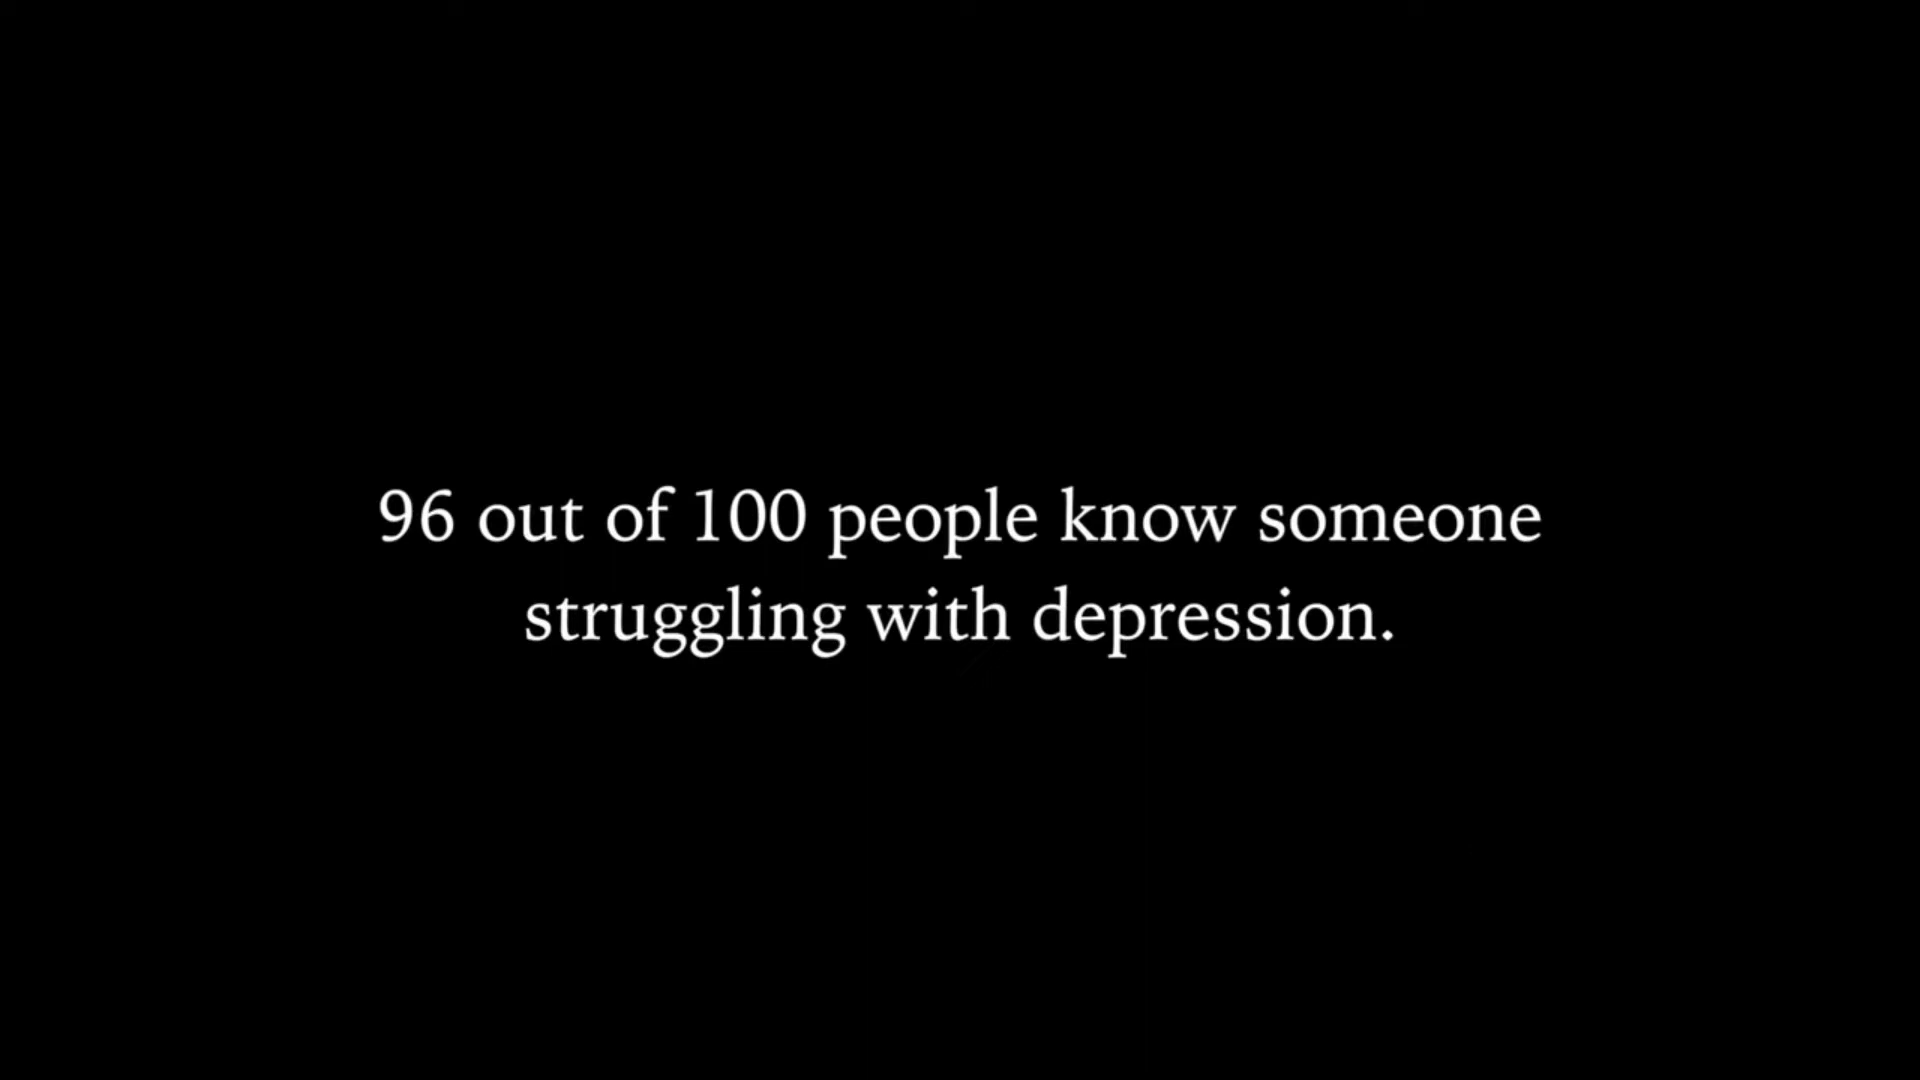 96 out of 100 people know someone
struggling with depression.